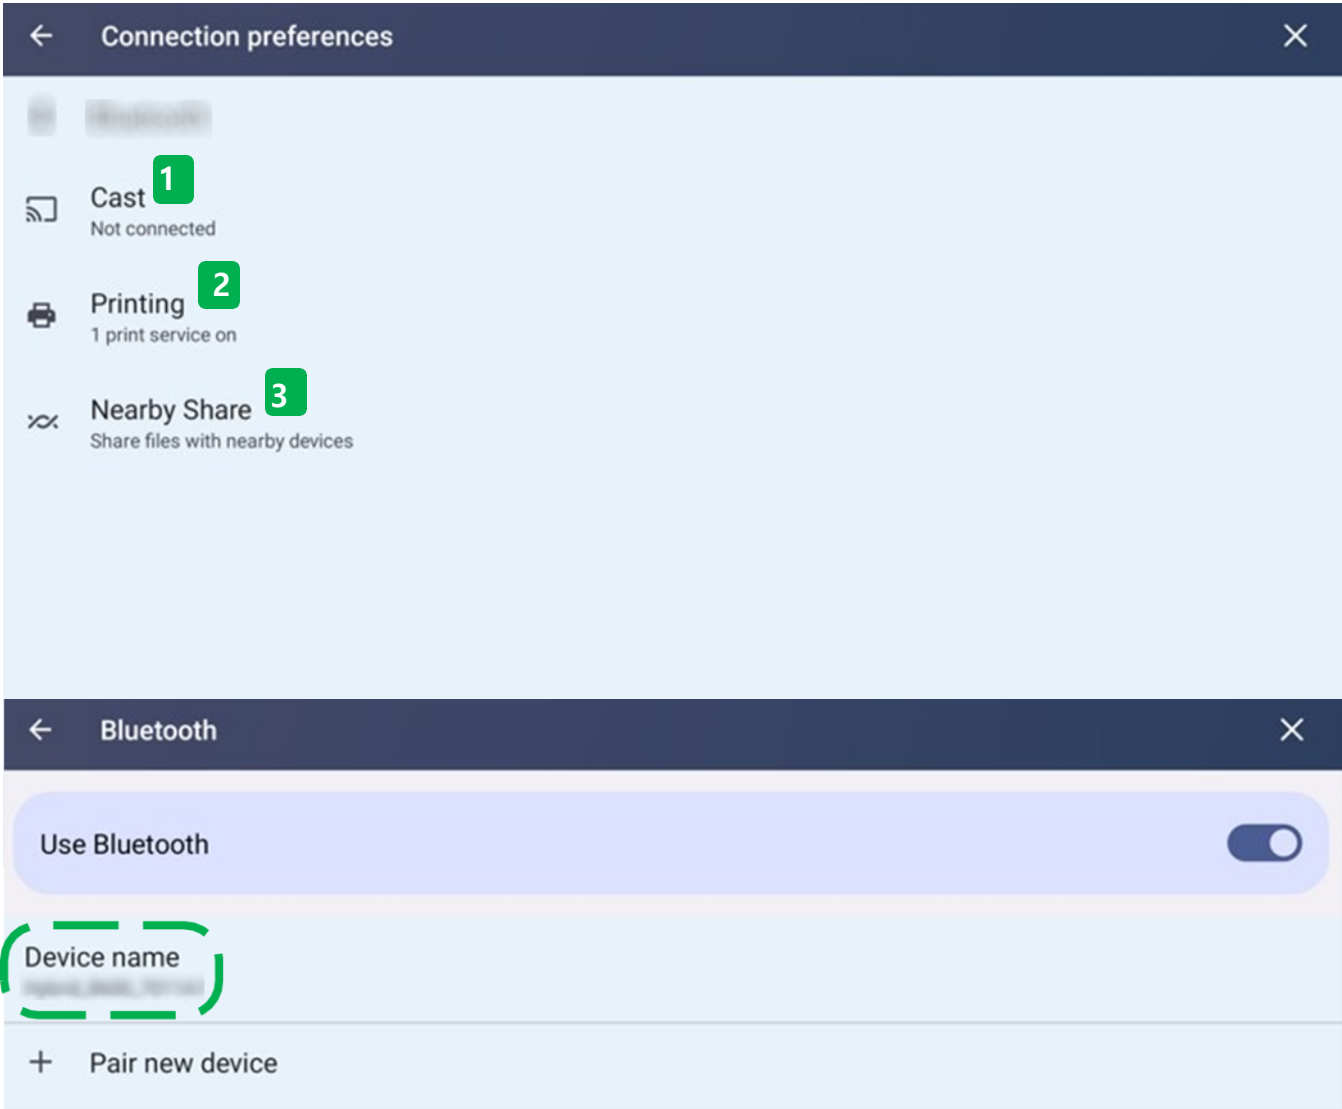 Connection preferences
Cast 1
Not connected
Printing 2
1 print service on
Nearby Share 3
Share files with nearby devices
Bluetooth
Use Bluetooth
Device name
Pair new device